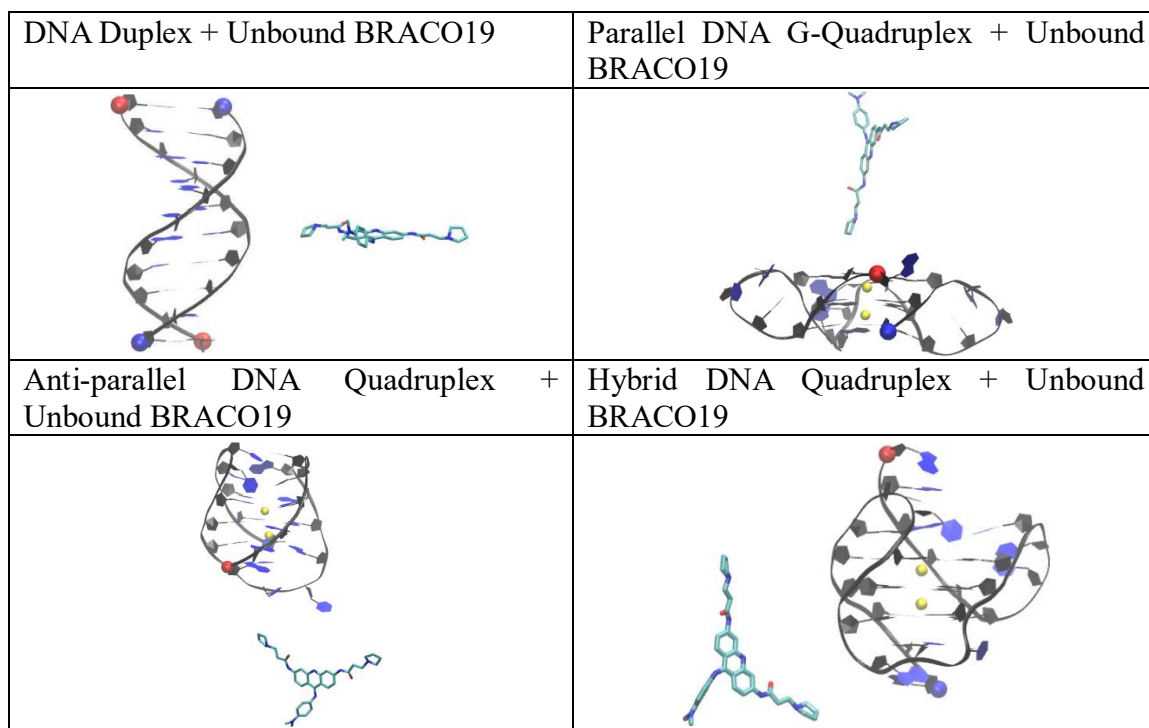 DNA Duplex + Unbound BRACO19
Parallel DNA G-Quadruplex + Unbound
BRACO19
Anti-parallel DNA Quadruplex +
Unbound BRACO19
Hybrid DNA Quadruplex + Unbound
BRACO19